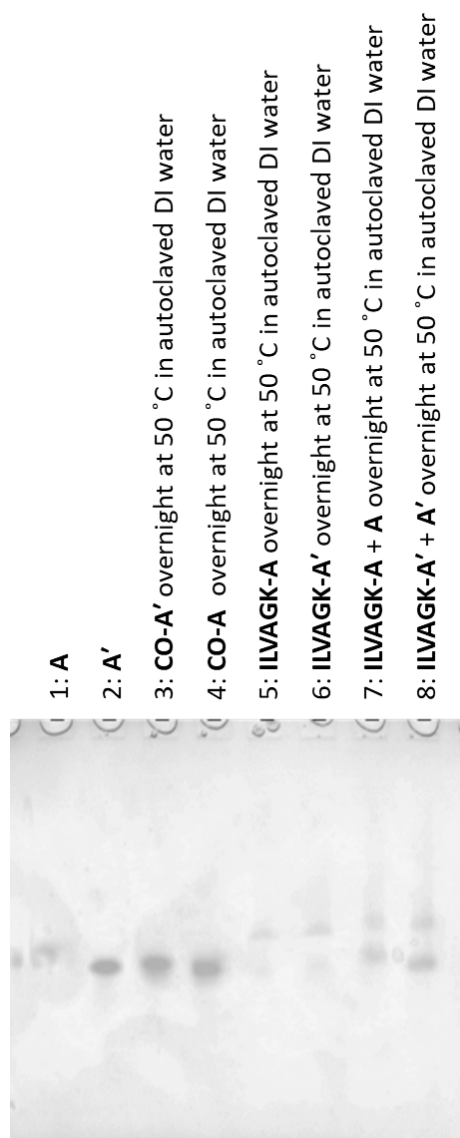 1: A
2: A′
3: CO-A′ overnight at 50 ˚C in autoclaved DI water
4: CO-A overnight at 50 ˚C in autoclaved DI water
5: ILVAGK-A overnight at 50 ˚C in autoclaved DI water
6: ILVAGK-A′ overnight at 50 ˚C in autoclaved DI water
7: ILVAGK-A + A overnight at 50 ˚C in autoclaved DI water
8: ILVAGK-A′ + A′ overnight at 50 ˚C in autoclaved DI water